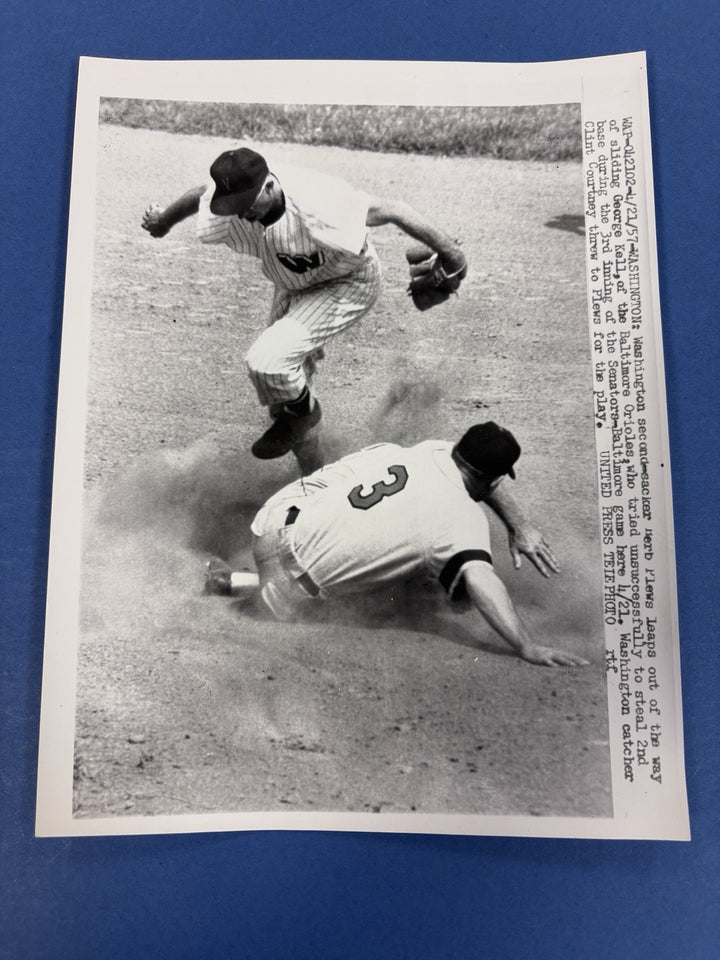 WAP-042102-4/21/57-WASHINGTON: Washington second-sacker Herb Plews leaps out of the way
of sliding George Kell, of the Baltimore Orioles, who tried unsuccessfully to steal 2nd
base during the 3rd inning of the Senators-Baltimore game here 4/21. Washington catcher
Clint Courtney threw to Plews for the play. UNITED PRESS TELEPHOTO rtf
W
3